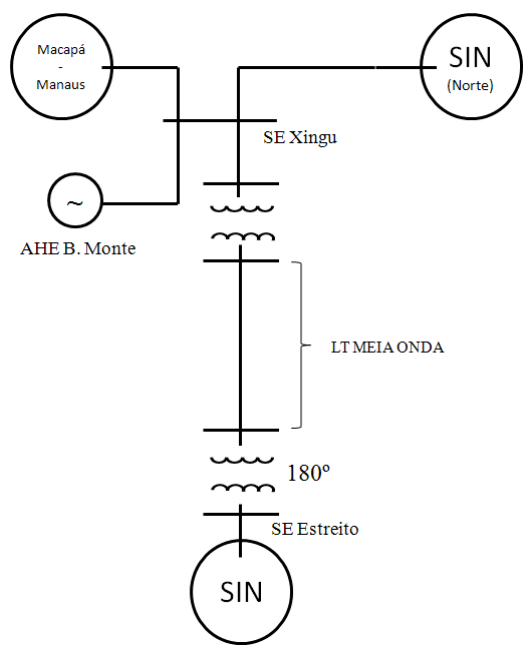 Macapá
-
Manaus
SIN
(Norte)
SE Xingu
~
AHE B. Monte
LT MEIA ONDA
180º
SE Estreito
SIN